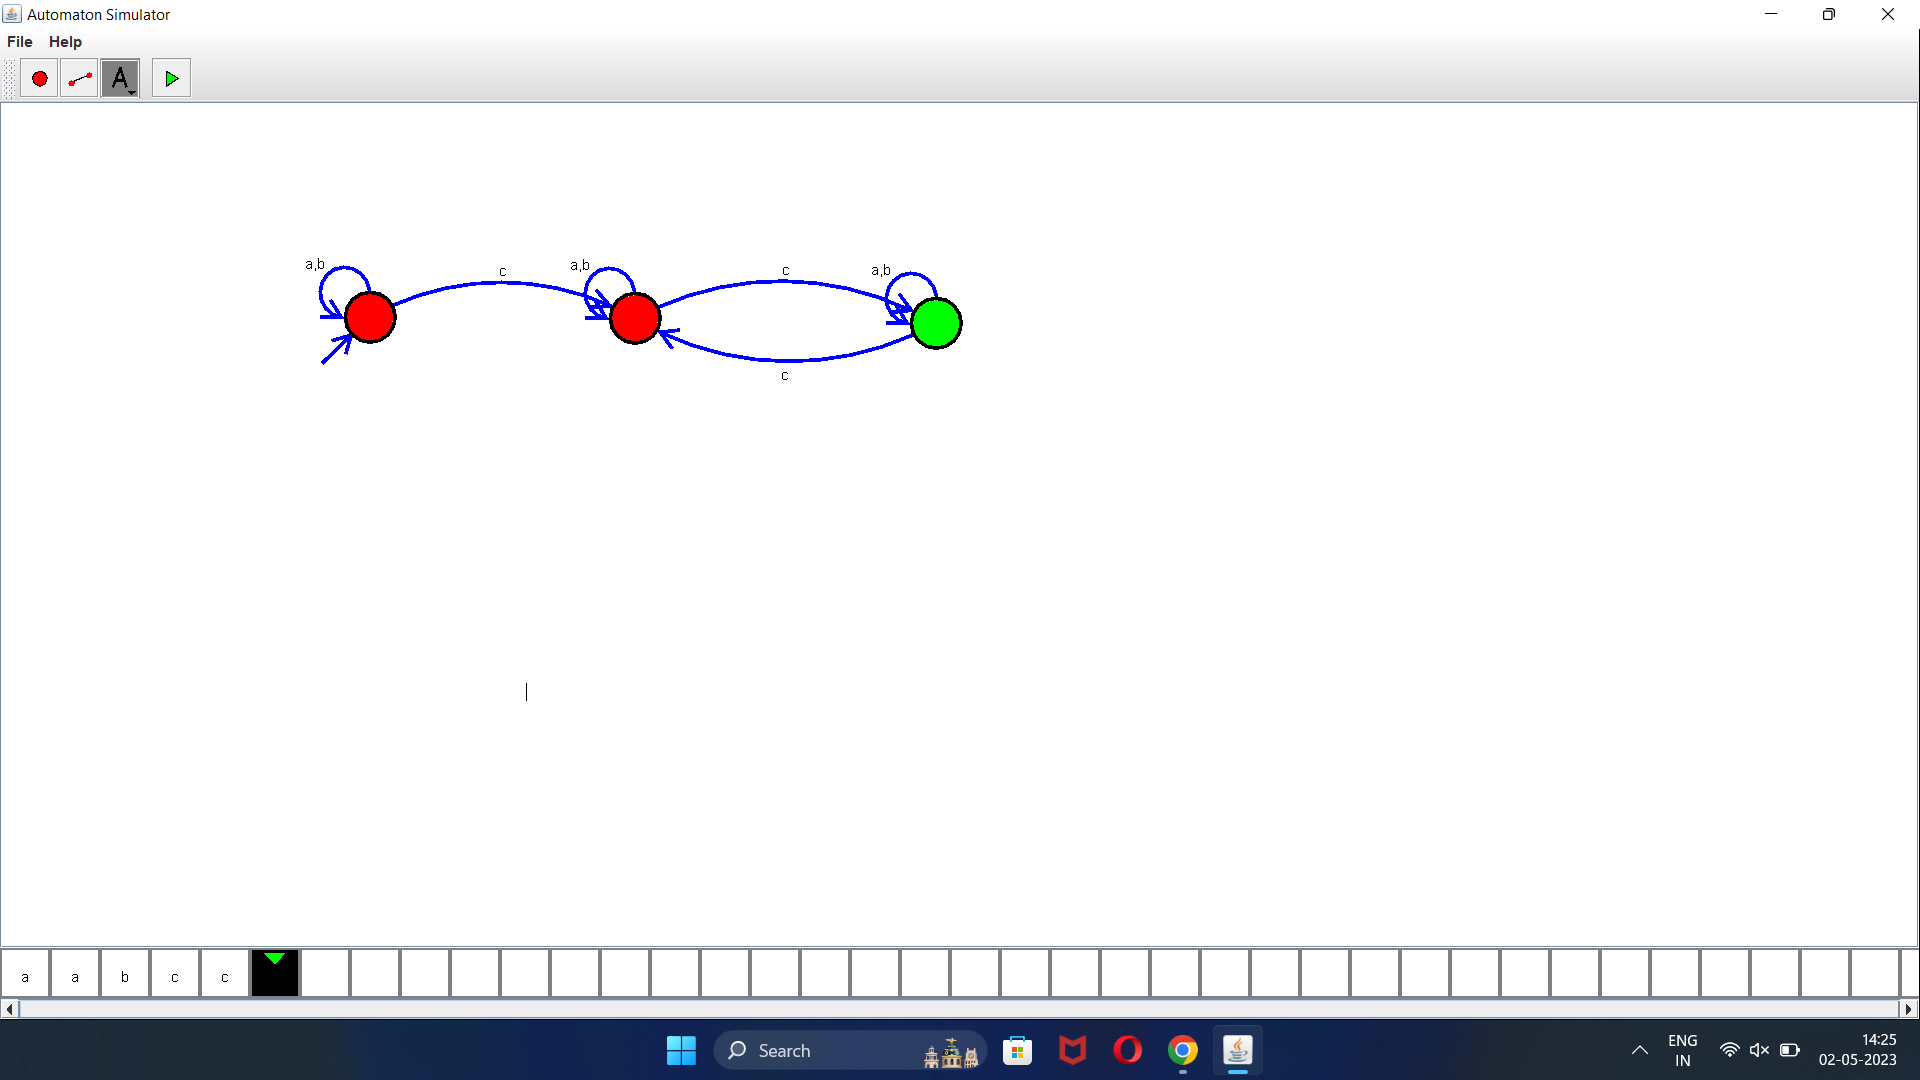 Automaton Simulator
File Help
A
a,b c a,b c a,b
c
a a b c c
Search
ENG
IN
14:25
02-05-2023